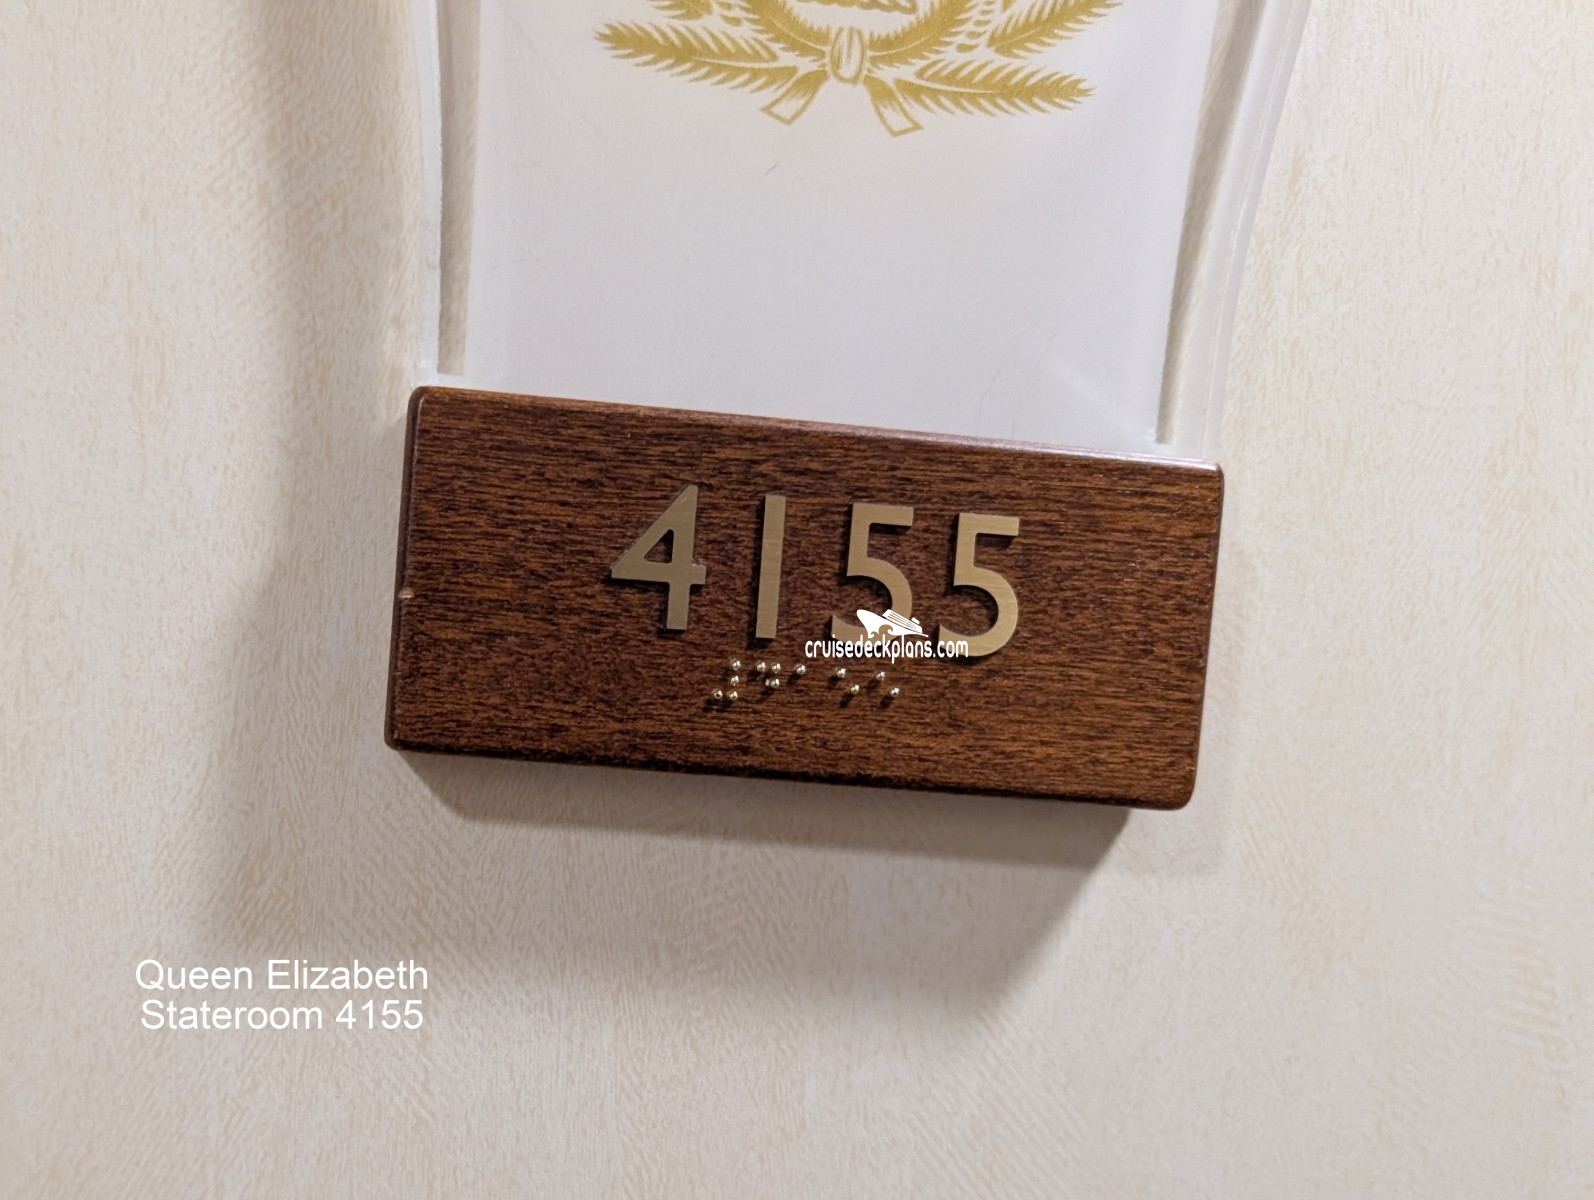 4155
cruisedeckplans.com
⠼⠙⠁⠑⠑
Queen Elizabeth
Stateroom 4155